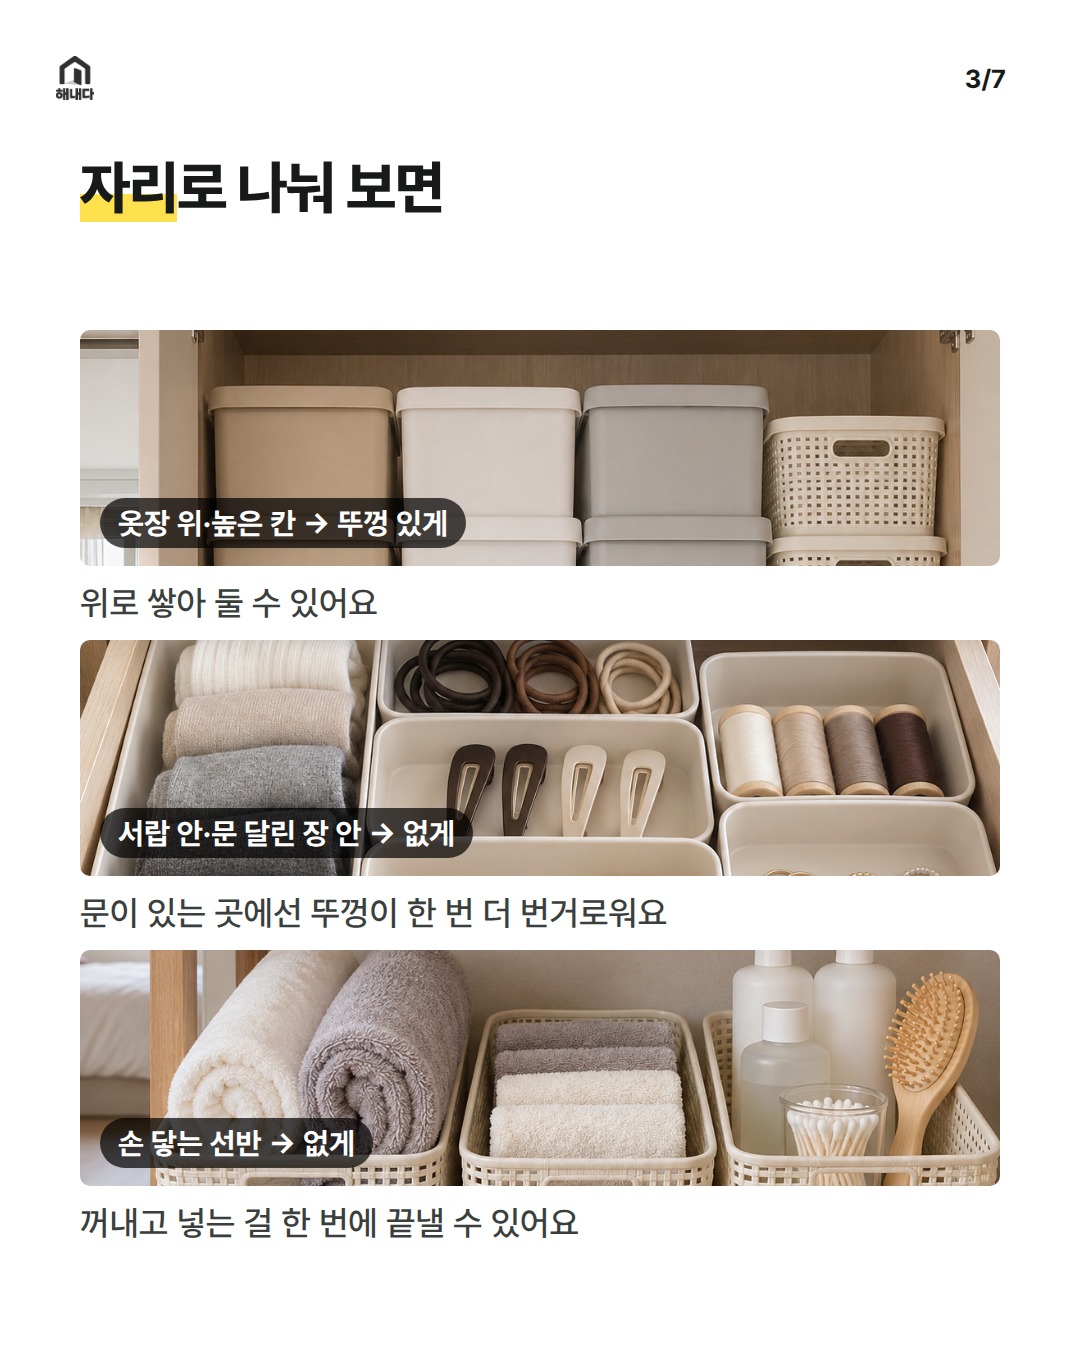 해내다
3/7
자리로 나눠 보면
옷장 위·높은 칸 → 뚜껑 있게
위로 쌓아 둘 수 있어요
서랍 안·문 달린 장 안 → 없게
문이 있는 곳에선 뚜껑이 한 번 더 번거로워요
손 닿는 선반 → 없게
꺼내고 넣는 걸 한 번에 끝낼 수 있어요